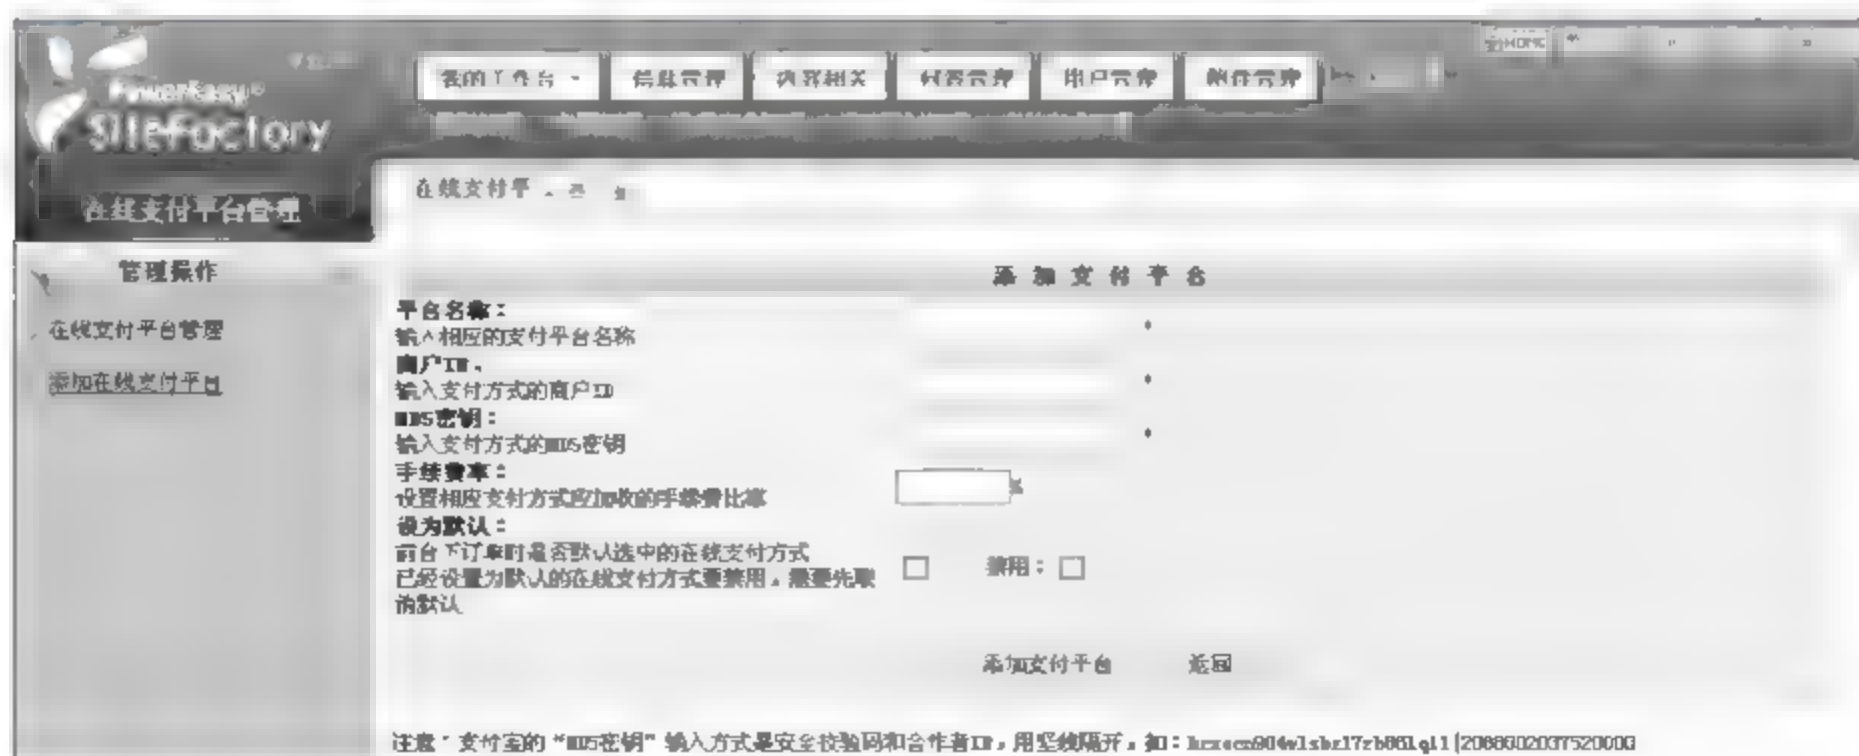 HOME
我的工作台 信息管理 内容相关 问答管理 用户管理 附件管理
PowerEasy®
SiteFactory
在线支付平台管理
在线支付平
管理操作
添加支付平台
在线支付平台管理
添加在线支付平台
平台名称：
输入相应的支付平台名称 *
商户ID：
输入支付方式的商户ID *
MD5密钥：
输入支付方式的MD5密钥 *
手续费率：
设置相应支付方式应加收的手续费比率 %
设为默认：
前台下订单时是否默认选中的在线支付方式
已经设置为默认的在线支付方式要禁用，需要先取
消默认
禁用：
添加支付平台 返回
注意：支付宝的“MD5密钥”输入方式是安全校验码和合作者ID，用竖线隔开。如：